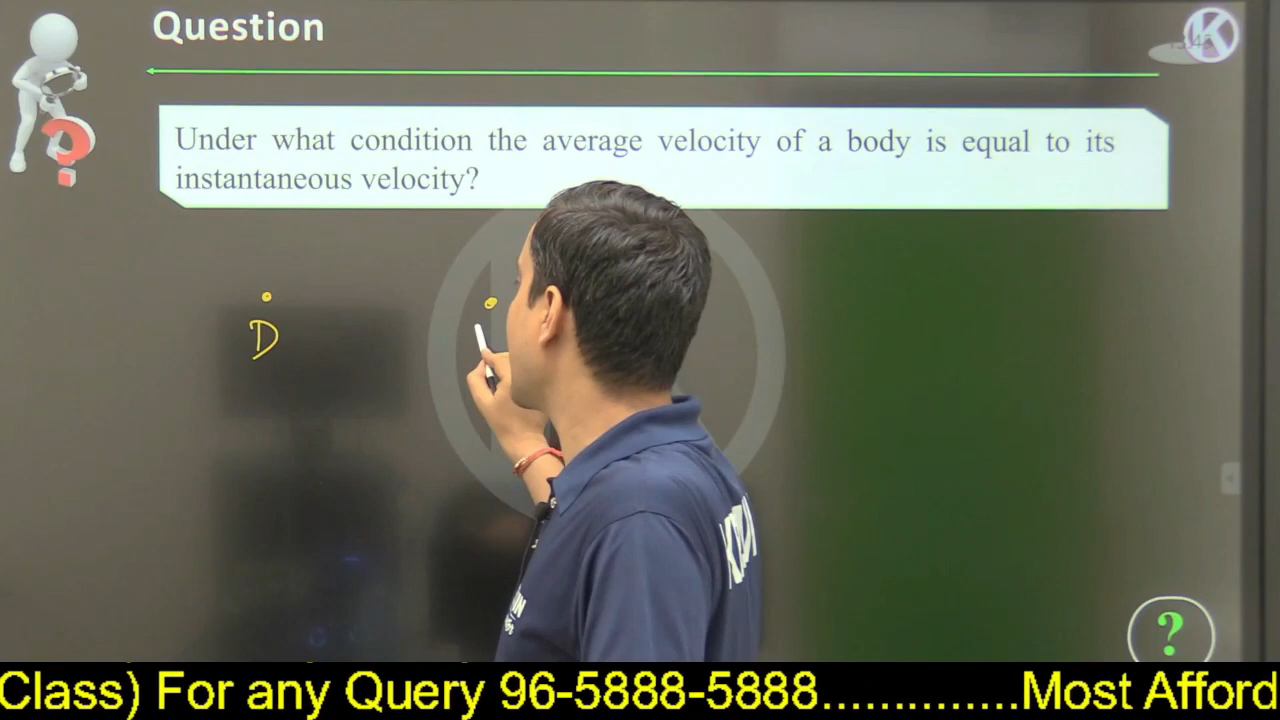 Question
Under what condition the average velocity of a body is equal to its
instantaneous velocity?
D
?
Class) For any Query 96-5888-5888..............Most Afford